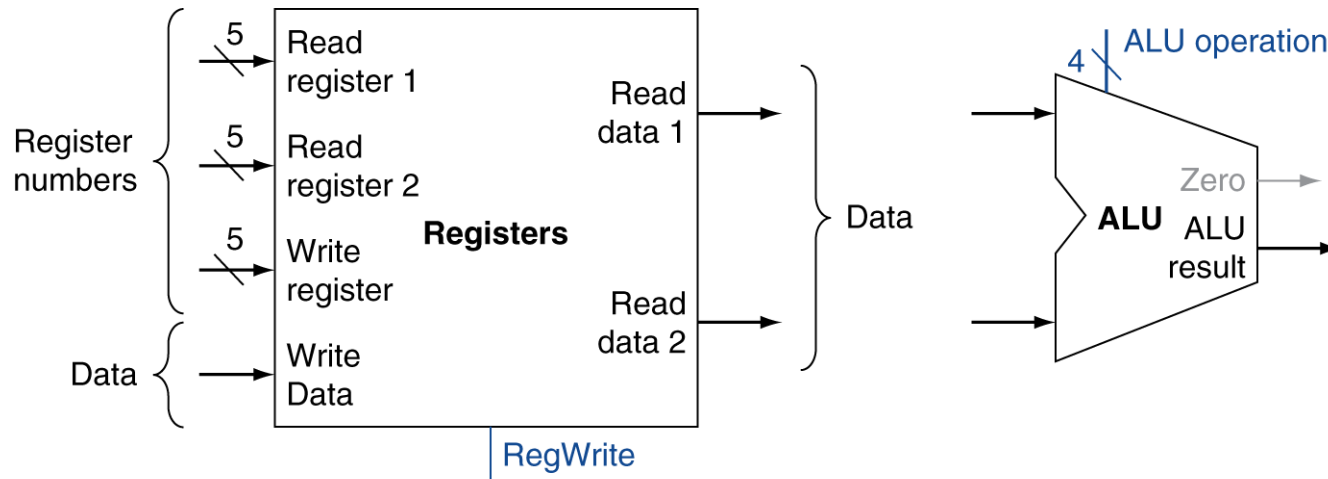 Register
numbers
Data
5
Read
register 1
5
Read
register 2
5
Write
register
Write
Data
Registers
Read
data 1
Read
data 2
RegWrite
Data
4
ALU operation
Zero
ALU
ALU
result